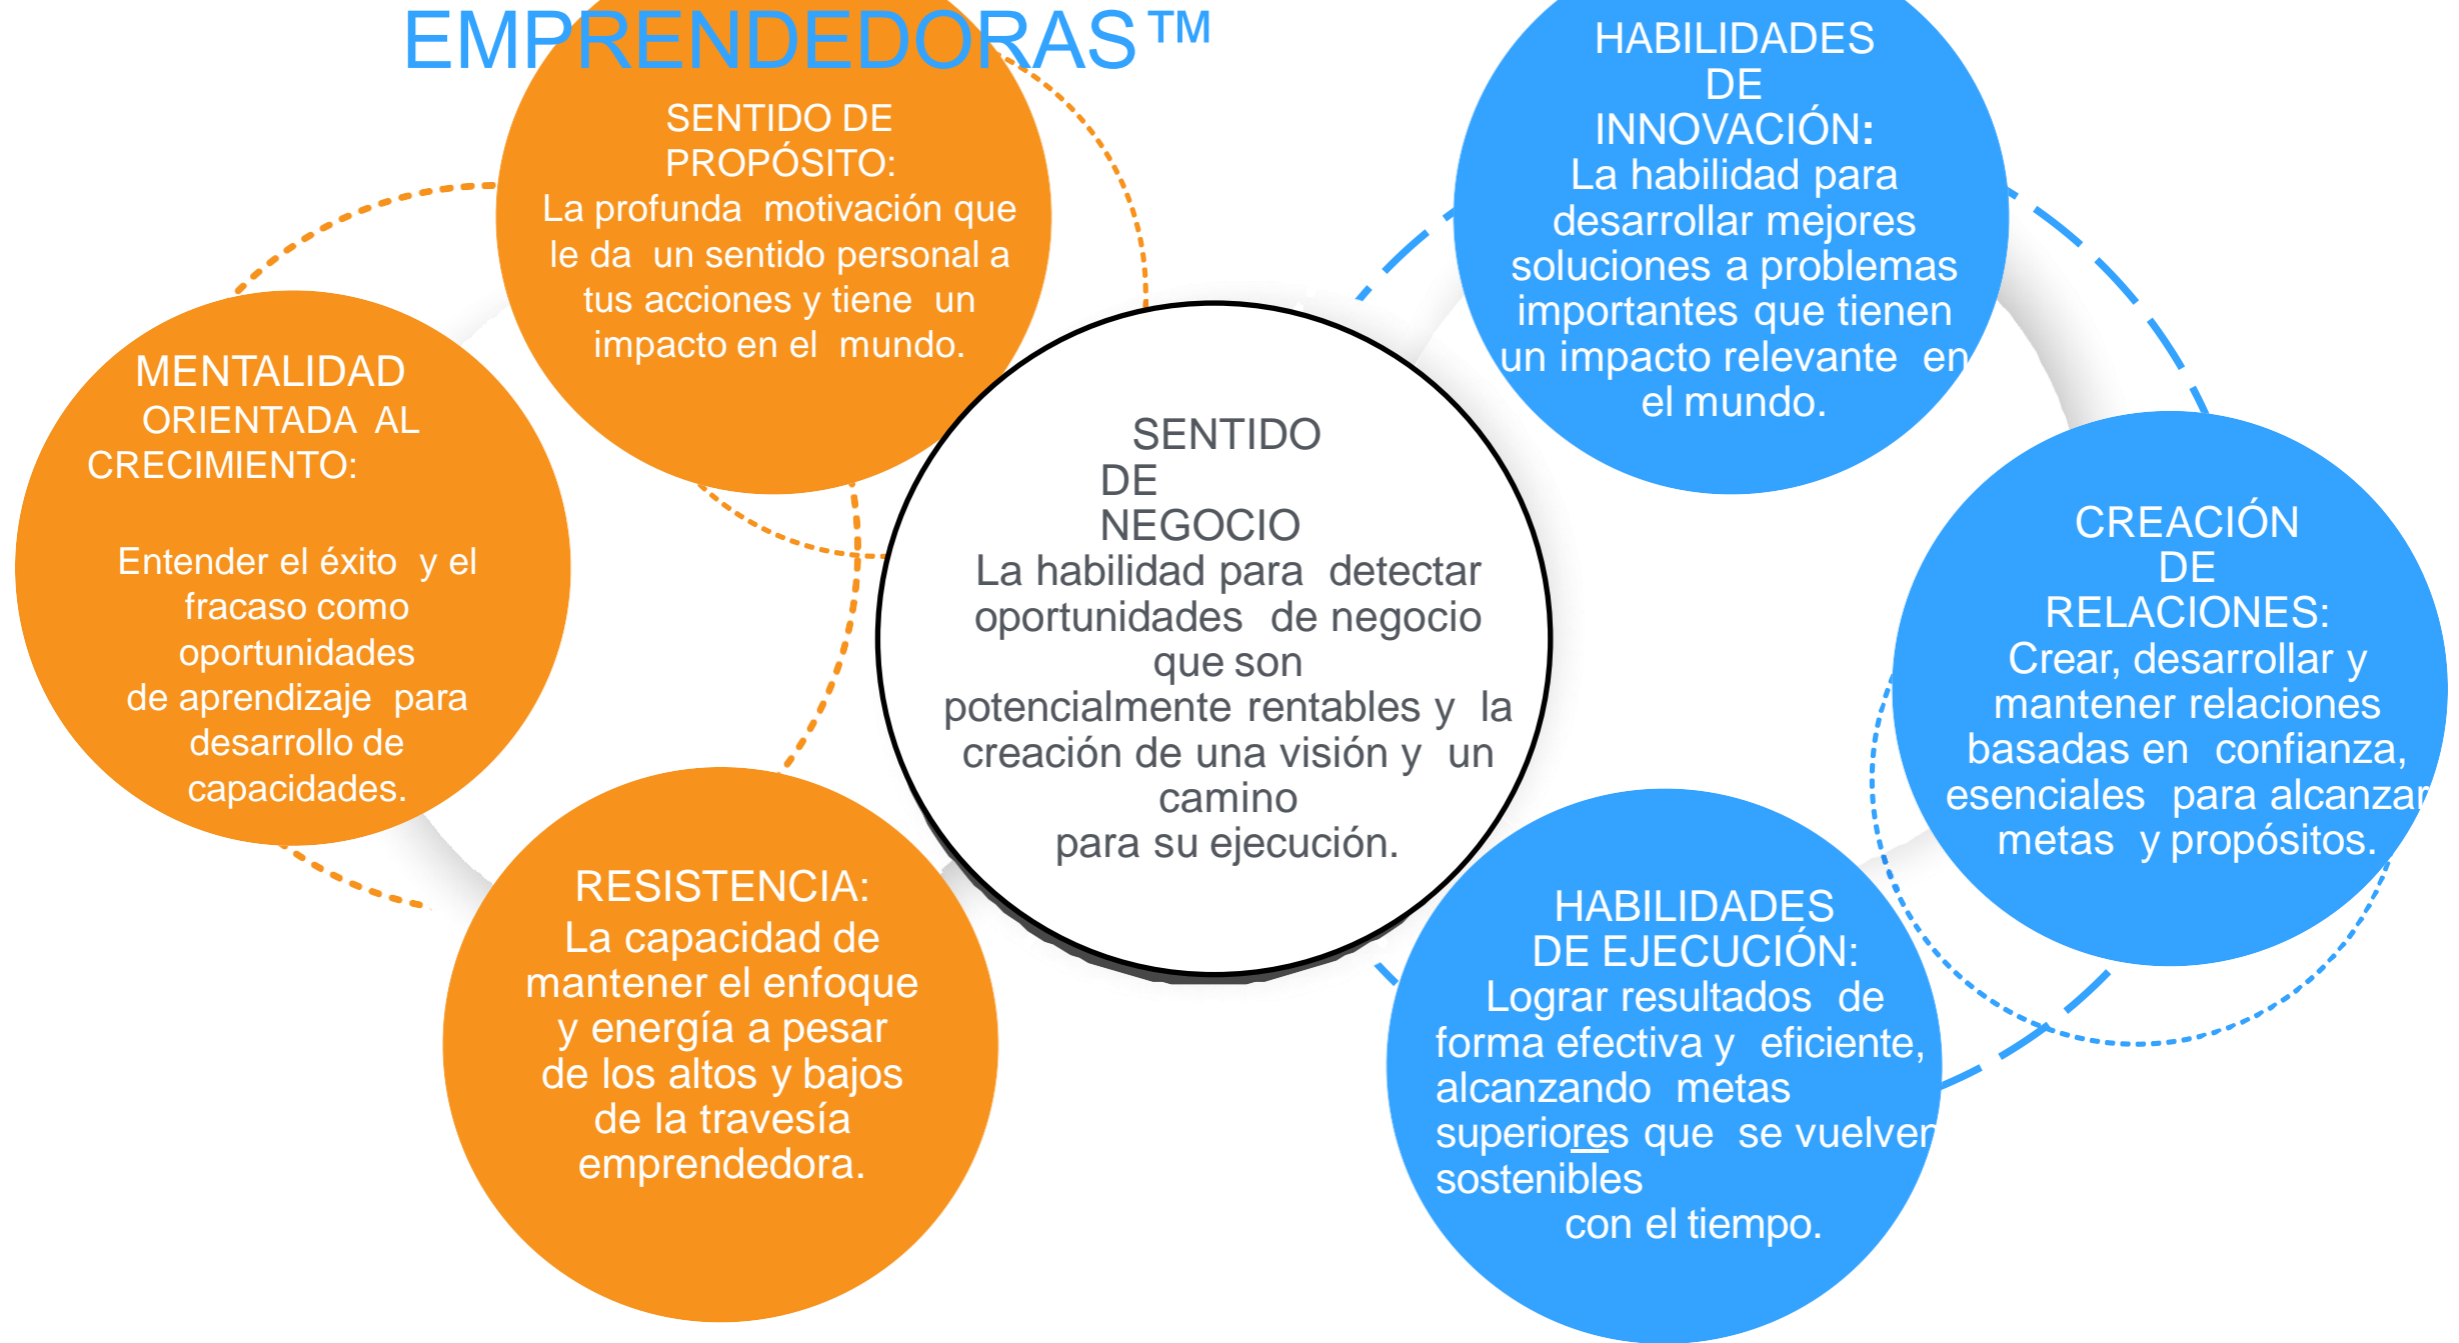 EMPRENDEDORAS™
SENTIDO DE
PROPÓSITO:
La profunda motivación que
le da un sentido personal a
tus acciones y tiene un
impacto en el mundo.
MENTALIDAD
ORIENTADA AL
CRECIMIENTO:
Entender el éxito y el
fracaso como
oportunidades
de aprendizaje para
desarrollo de
capacidades.
RESISTENCIA:
La capacidad de
mantener el enfoque
y energía a pesar
de los altos y bajos
de la travesía
emprendedora.
SENTIDO
DE
NEGOCIO
La habilidad para detectar
oportunidades de negocio
que son
potencialmente rentables y la
creación de una visión y un
camino
para su ejecución.
HABILIDADES
DE
INNOVACIÓN:
La habilidad para
desarrollar mejores
soluciones a problemas
importantes que tienen
un impacto relevante en
el mundo.
CREACIÓN
DE
RELACIONES:
Crear, desarrollar y
mantener relaciones
basadas en confianza,
esenciales para alcanzar
metas y propósitos.
HABILIDADES
DE EJECUCIÓN:
Lograr resultados de
forma efectiva y eficiente,
alcanzando metas
superiores que se vuelven
sostenibles
con el tiempo.